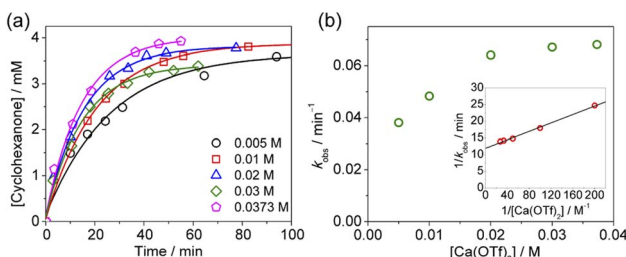 (a)
[Cyclohexanone] / mM
4
3
2
1
0
0 20 40 60 80 100
Time / min
0.005 M
0.01 M
0.02 M
0.03 M
0.0373 M
(b)
k_obs / min⁻¹
0.06
0.04
0.02
0.00
0.00 0.01 0.02 0.03 0.04
[Ca(OTf)₂] / M
1/k_obs / min
30
25
20
15
10
5
0
0 40 80 120 160 200
1/[Ca(OTf)₂] / M⁻¹